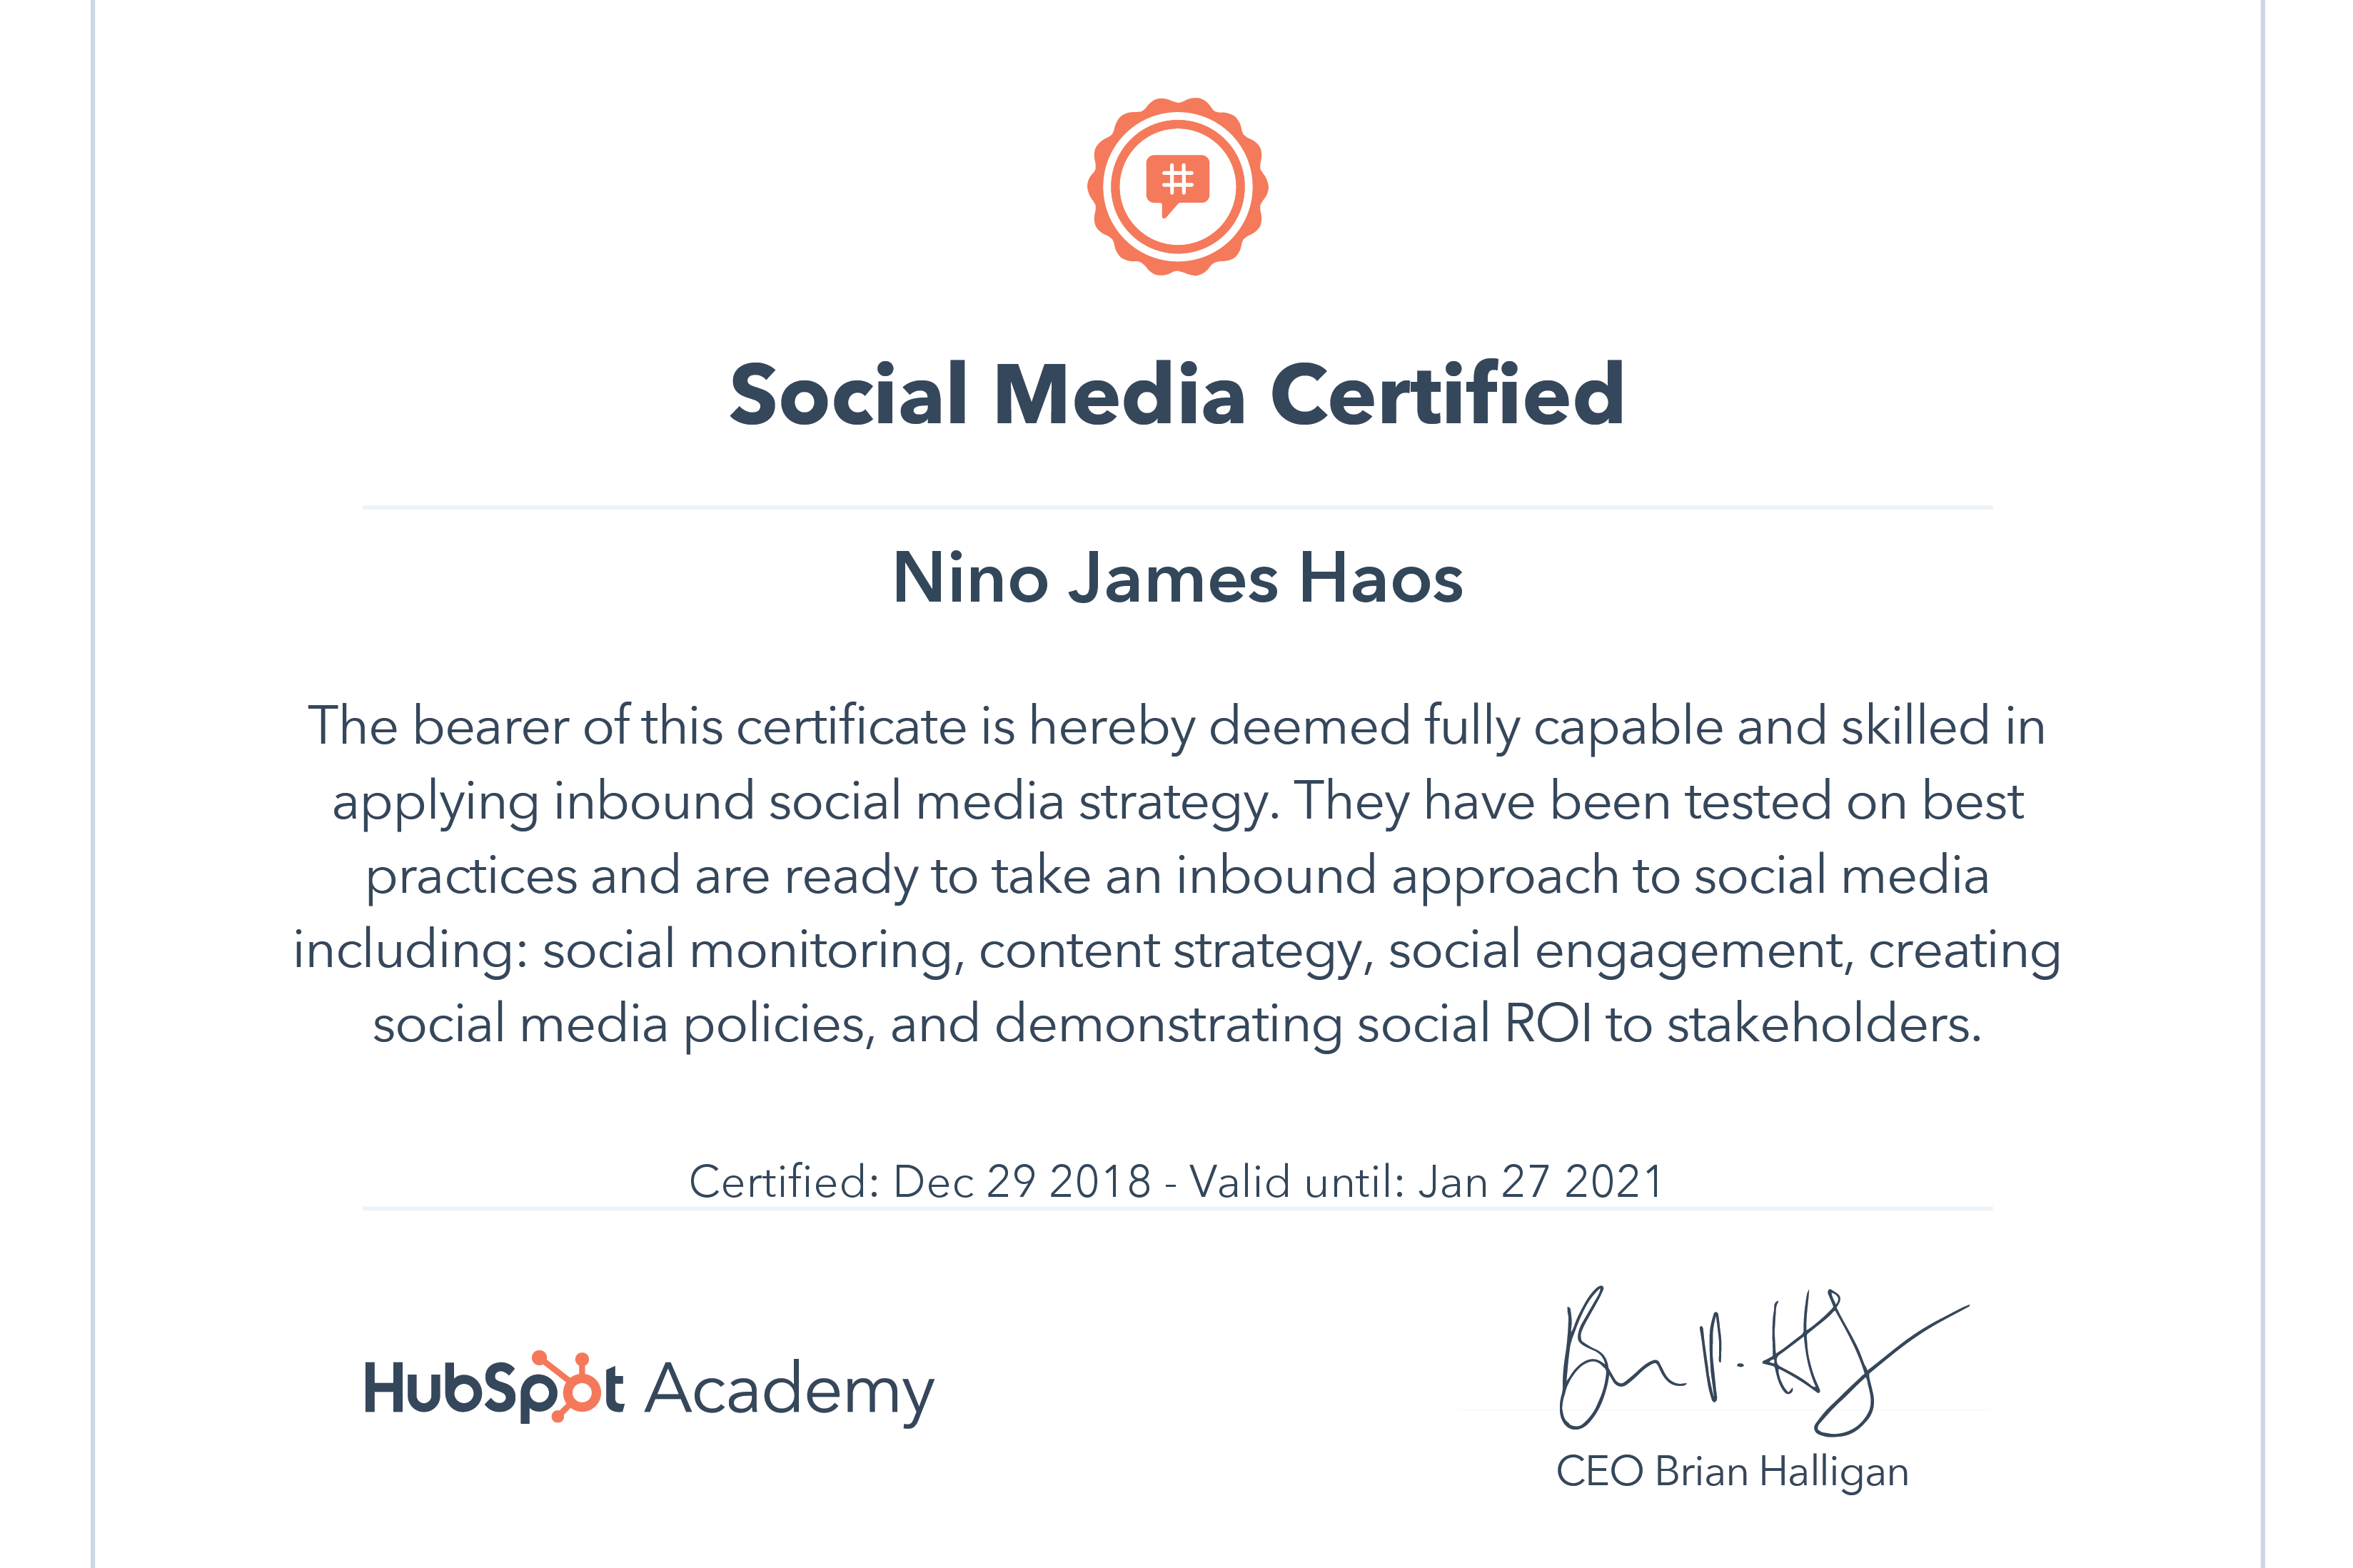 #
Social Media Certified
Nino James Haos
The bearer of this certificate is hereby deemed fully capable and skilled in
applying inbound social media strategy. They have been tested on best
practices and are ready to take an inbound approach to social media
including: social monitoring, content strategy, social engagement, creating
social media policies, and demonstrating social ROI to stakeholders.
Certified: Dec 29 2018 - Valid until: Jan 27 2021
HubSpot Academy
CEO Brian Halligan